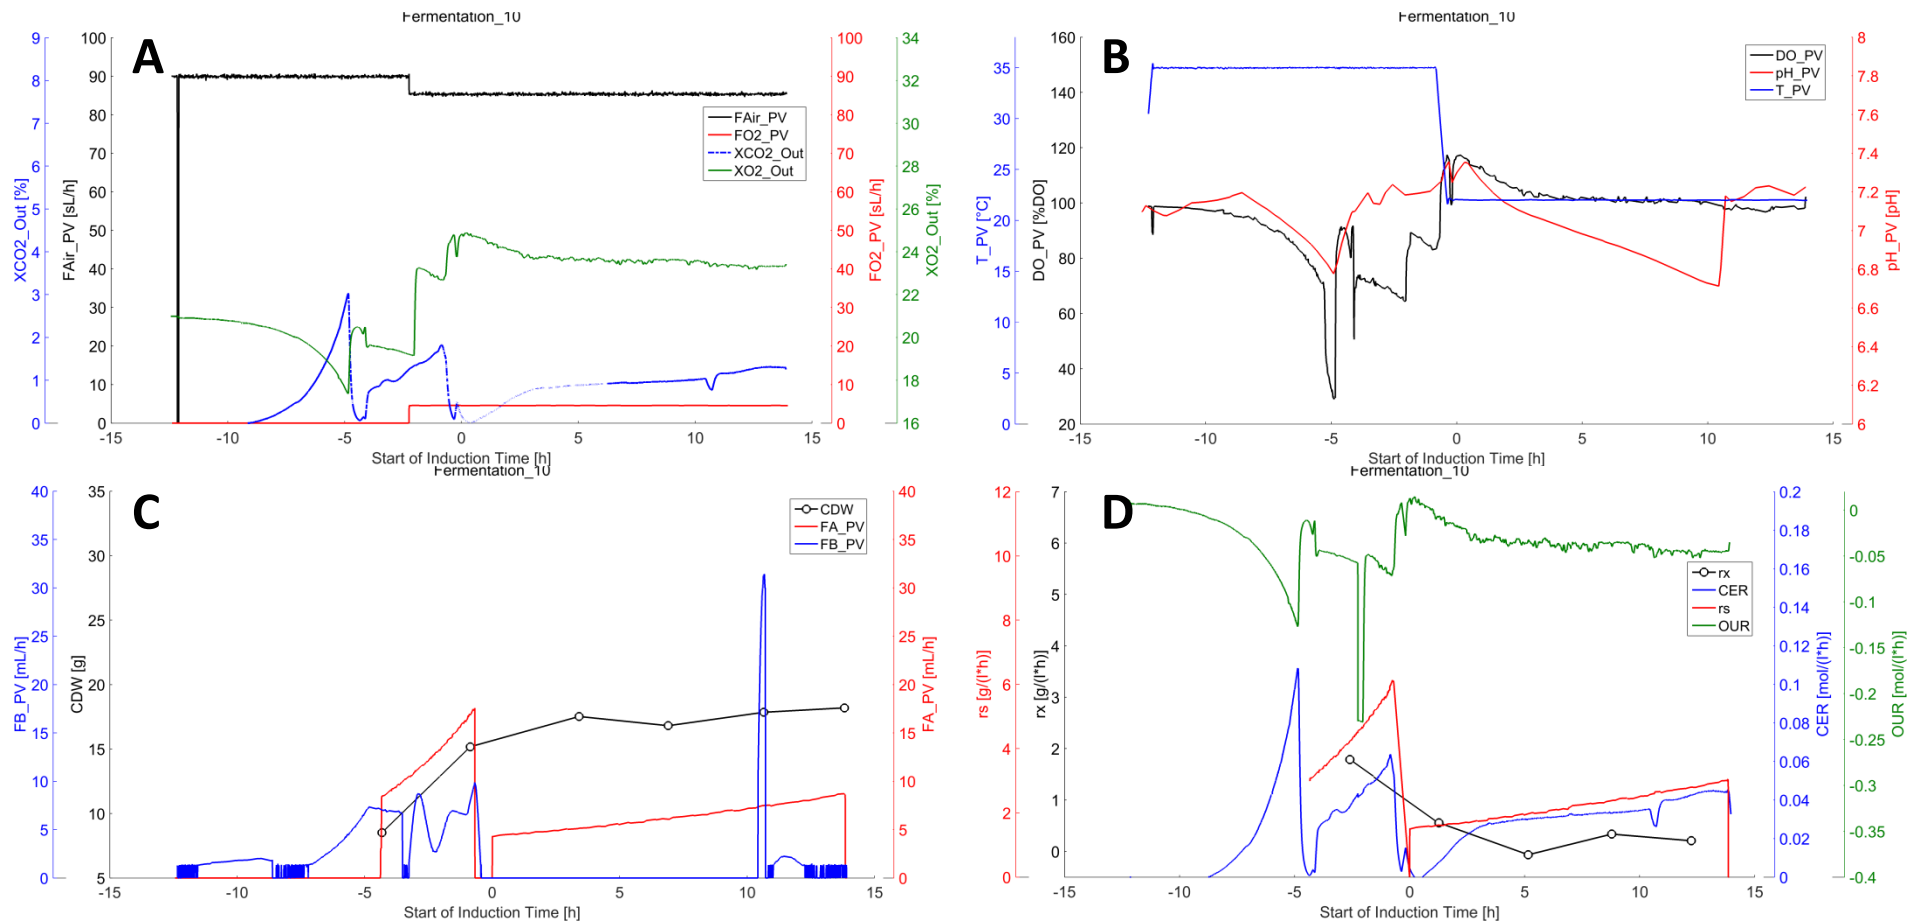 Fermentation_10
A
XCO2_Out [%]
9
8
7
6
5
4
3
2
1
0
FAir_PV [sL/h]
100
90
80
70
60
50
40
30
20
10
0
FAir_PV
FO2_PV
XCO2_Out
XO2_Out
FO2_PV [sL/h]
100
90
80
70
60
50
40
30
20
10
0
XO2_Out [%]
34
32
30
28
26
24
22
20
18
16
-15 -10 -5 0 5 10 15
Start of Induction Time [h]
Fermentation_10
B
T_PV [°C]
35
30
25
20
15
10
5
0
DO_PV [%DO]
160
140
120
100
80
60
40
20
DO_PV
pH_PV
T_PV
pH_PV [pH]
8
7.8
7.6
7.4
7.2
7
6.8
6.6
6.4
6.2
6
-15 -10 -5 0 5 10 15
Start of Induction Time [h]
Fermentation_10
C
FB_PV [mL/h]
40
35
30
25
20
15
10
5
0
CDW [g]
35
30
25
20
15
10
5
CDW
FA_PV
FB_PV
FA_PV [mL/h]
40
35
30
25
20
15
10
5
0
-15 -10 -5 0 5 10 15
Start of Induction Time [h]
Fermentation_10
D
rs [g/(l*h)]
12
10
8
6
4
2
0
rx [g/(l*h)]
7
6
5
4
3
2
1
0
rx
CER
rs
OUR
CER [mol/(l*h)]
0.2
0.18
0.16
0.14
0.12
0.1
0.08
0.06
0.04
0.02
0
OUR [mol/(l*h)]
0
-0.05
-0.1
-0.15
-0.2
-0.25
-0.3
-0.35
-0.4
-15 -10 -5 0 5 10 15
Start of Induction Time [h]